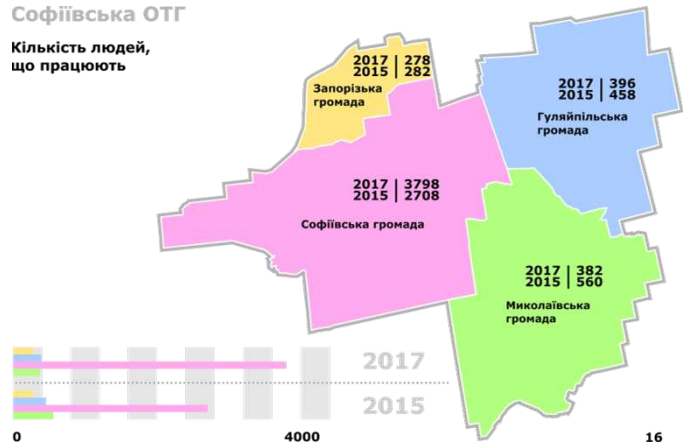 Софіївська ОТГ
Кількість людей,
що працюють
2017 | 278
2015 | 282
Запорізька
громада
2017 | 396
2015 | 458
Гуляйпільська
громада
2017 | 3798
2015 | 2708
Софіївська громада
2017 | 382
2015 | 560
Миколаївська
громада
2017
2015
0
4000
16